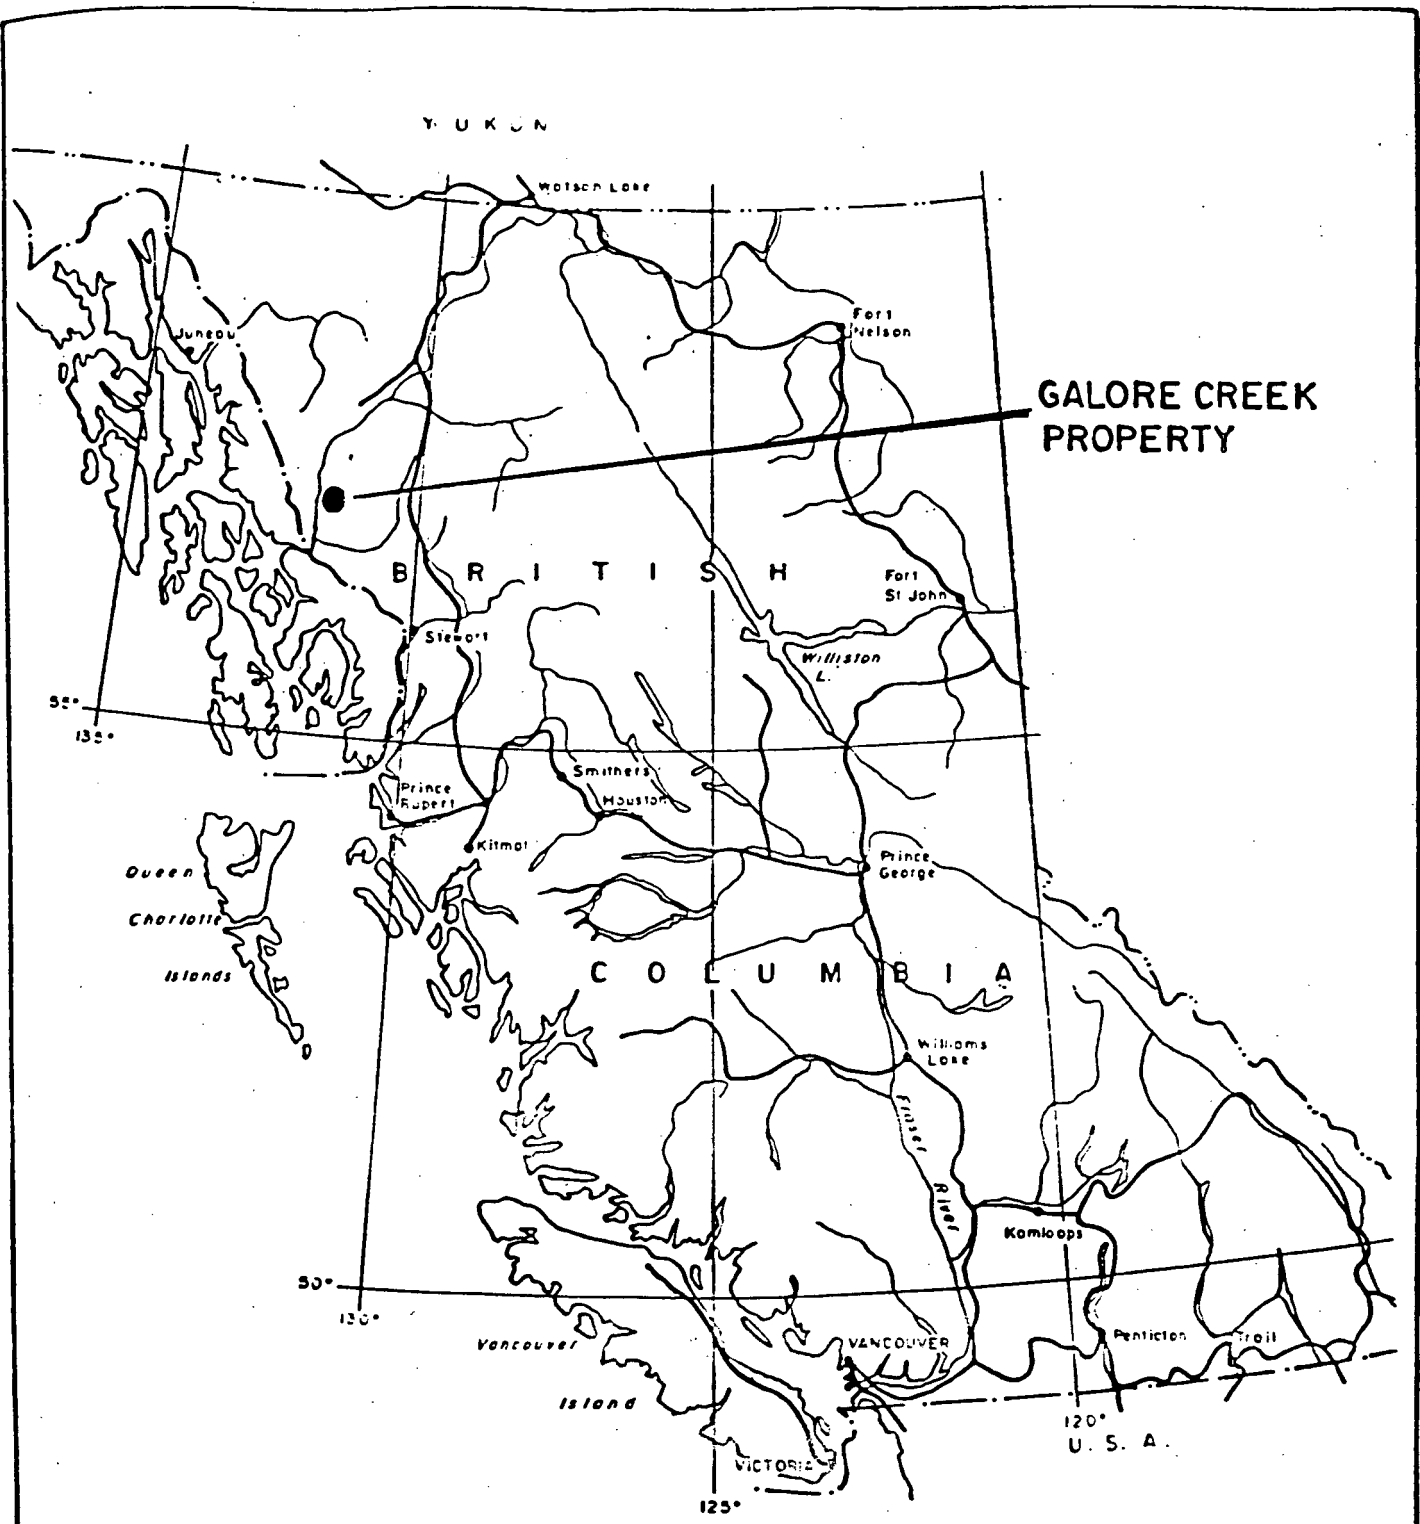 YUKON
Watson Lake
Juneau
Fort
Nelson
GALORE CREEK
PROPERTY
BRITISH
Fort
St John
Stewart
Williston
L.
55°
135°
Smithers
Prince
Rupert
Houston
Kitmat
Prince
George
Queen
Charlotte
Islands
COLUMBIA
Williams
Lake
Fraser
River
Kamloops
50°
130°
Vancouver
Island
VANCOUVER
Penticton
Trail
120°
U. S. A.
VICTORIA
125°